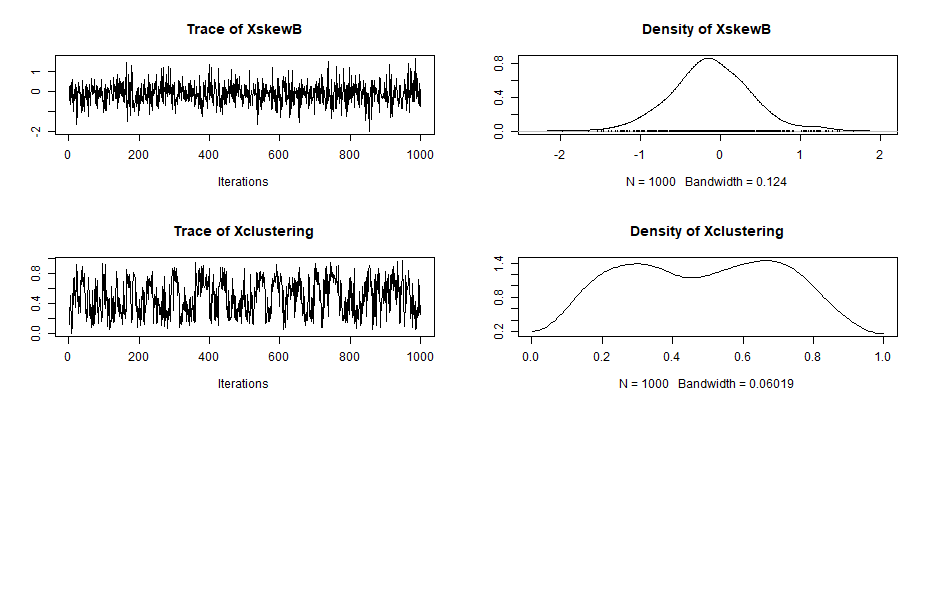 Trace of XskewB
1
0
-2
0 200 400 600 800 1000
Iterations
Density of XskewB
0.8
0.4
0.0
-2 -1 0 1 2
N = 1000 Bandwidth = 0.124
Trace of Xclustering
0.8
0.4
0.0
0 200 400 600 800 1000
Iterations
Density of Xclustering
1.4
0.8
0.2
0.0 0.2 0.4 0.6 0.8 1.0
N = 1000 Bandwidth = 0.06019